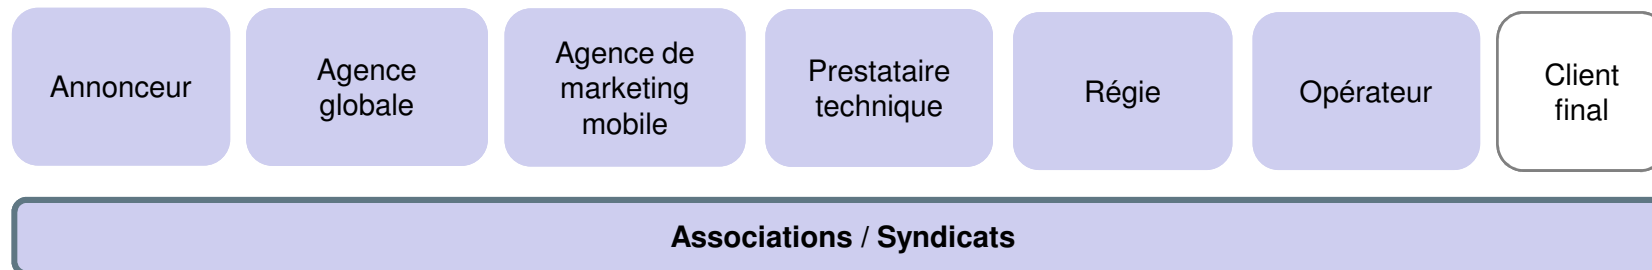 Annonceur
Agence
globale
Agence de
marketing
mobile
Prestataire
technique
Régie
Opérateur
Client
final
Associations / Syndicats